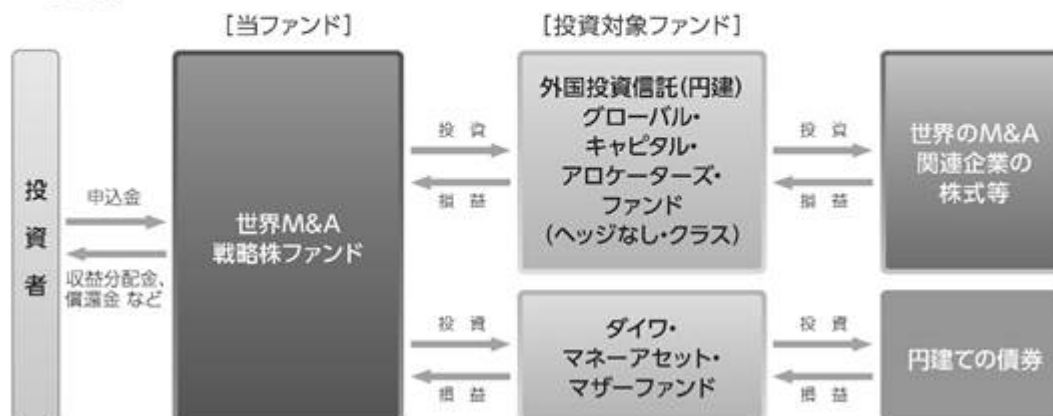 [当ファンド]
[投資対象ファンド]
投資者
申込金
収益分配金、
償還金 など
世界M&A
戦略株ファンド
投資
損益
外国投資信託(円建)
グローバル・
キャピタル・
アロケーターズ・
ファンド
(ヘッジなし・クラス)
投資
損益
世界のM&A
関連企業の
株式等
投資
損益
ダイワ・
マネーアセット・
マザーファンド
投資
損益
円建ての債券